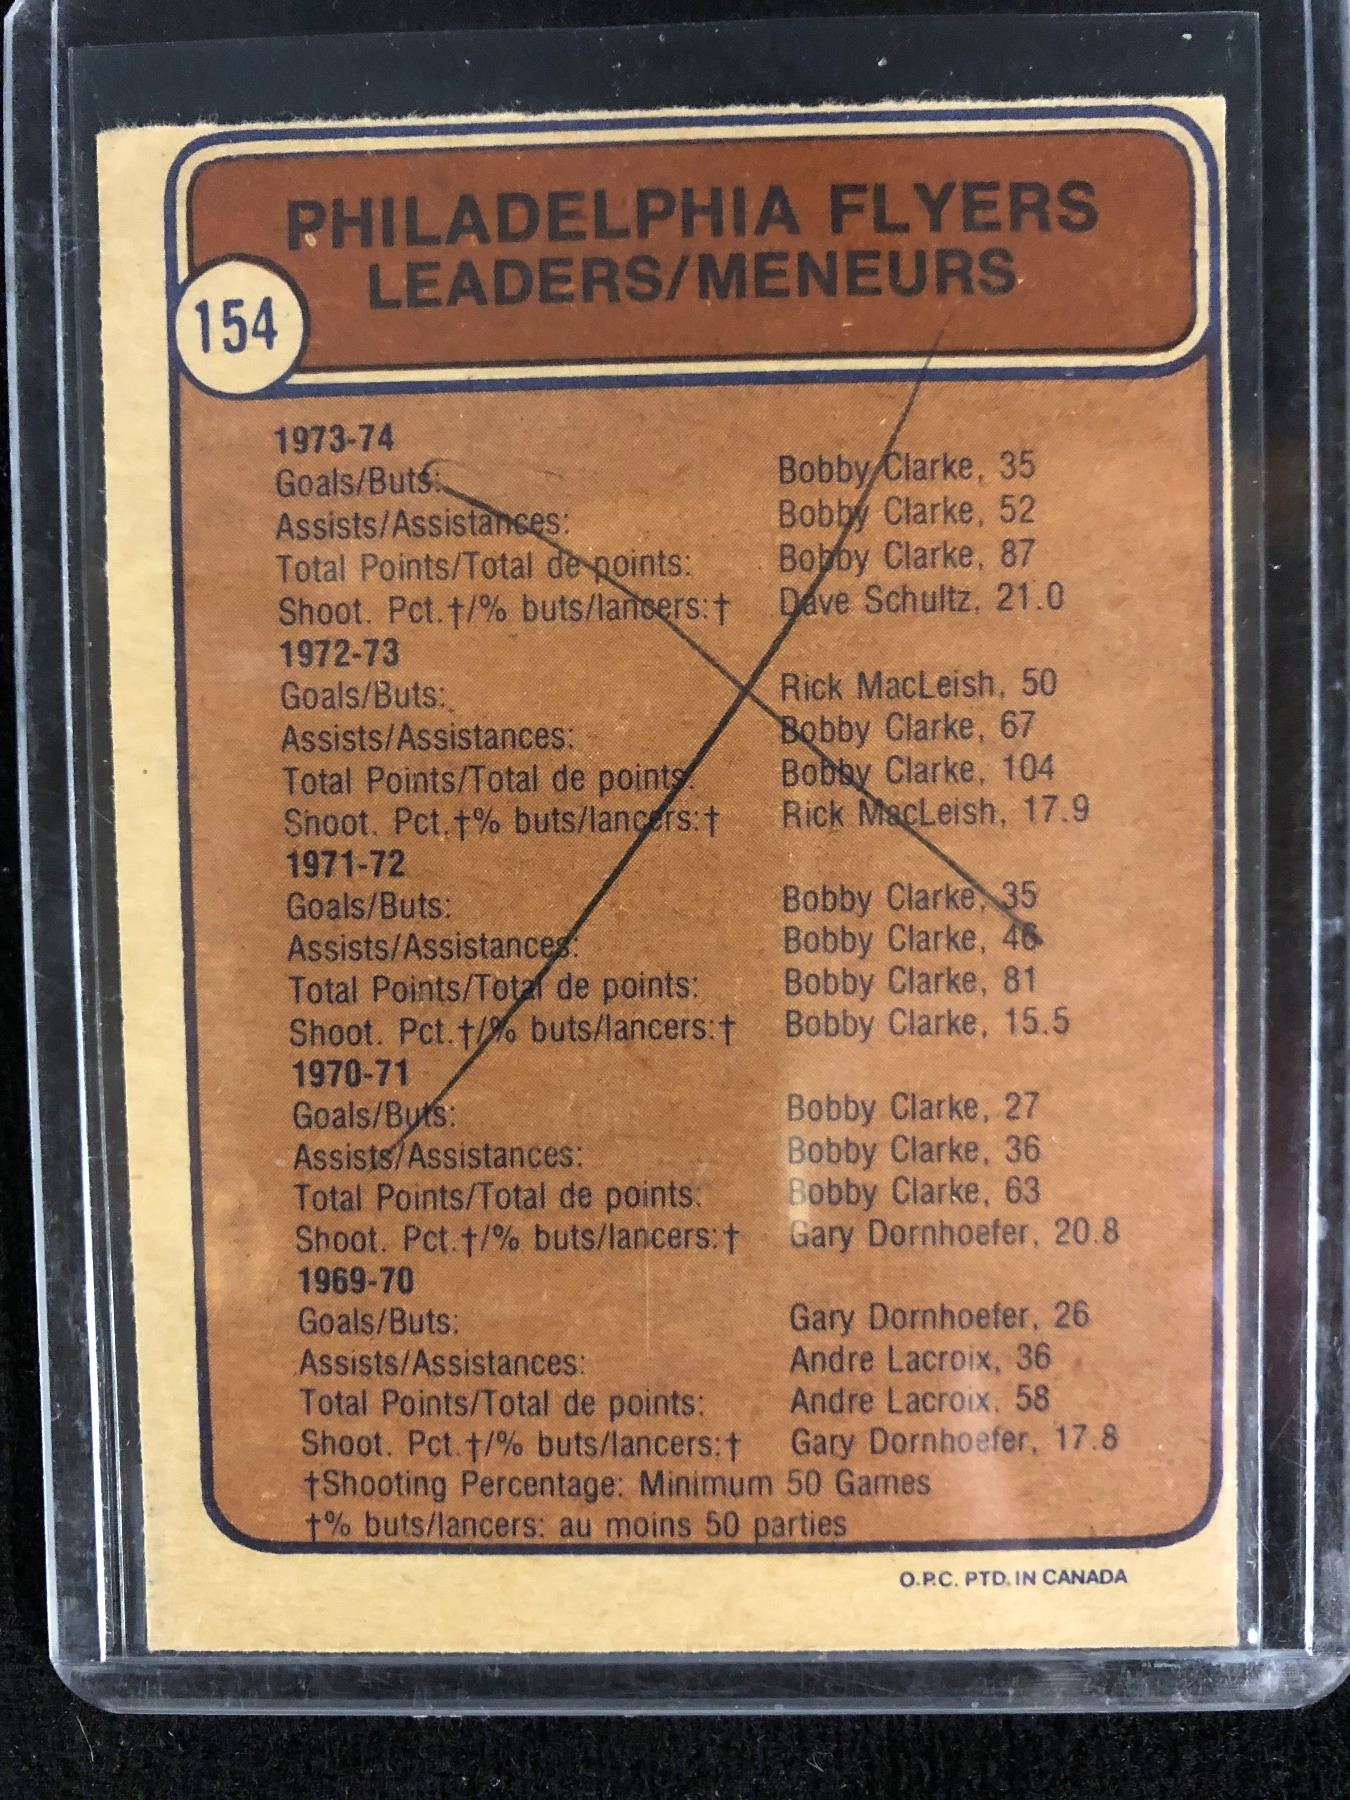 PHILADELPHIA FLYERS
LEADERS/MENEURS
154
1973-74
Goals/Buts: Bobby Clarke, 35
Assists/Assistances: Bobby Clarke, 52
Total Points/Total de points: Bobby Clarke, 87
Shoot. Pct.†/% buts/lancers:† Dave Schultz, 21.0
1972-73
Goals/Buts: Rick MacLeish, 50
Assists/Assistances: Bobby Clarke, 67
Total Points/Total de points: Bobby Clarke, 104
Shoot. Pct.†% buts/lancers:† Rick MacLeish, 17.9
1971-72
Goals/Buts: Bobby Clarke, 35
Assists/Assistances: Bobby Clarke, 46
Total Points/Total de points: Bobby Clarke, 81
Shoot. Pct.†/% buts/lancers:† Bobby Clarke, 15.5
1970-71
Goals/Buts: Bobby Clarke, 27
Assists/Assistances: Bobby Clarke, 36
Total Points/Total de points: Bobby Clarke, 63
Shoot. Pct.†/% buts/lancers:† Gary Dornhoefer, 20.8
1969-70
Goals/Buts: Gary Dornhoefer, 26
Assists/Assistances: Andre Lacroix, 36
Total Points/Total de points: Andre Lacroix, 58
Shoot. Pct.†/% buts/lancers:† Gary Dornhoefer, 17.8
†Shooting Percentage: Minimum 50 Games
†% buts/lancers: au moins 50 parties
O.P.C. PTD. IN CANADA